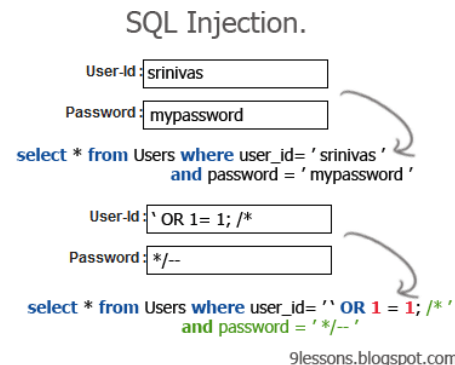 SQL Injection.
User-Id : srinivas
Password : mypassword
select * from Users where user_id= ’ srinivas ’
and password = ’ mypassword ’
User-Id : ‘ OR 1= 1; /*
Password : */--
select * from Users where user_id= ’‘ OR 1 = 1; /* ’
and password = ’ */-- ’
9lessons.blogspot.com